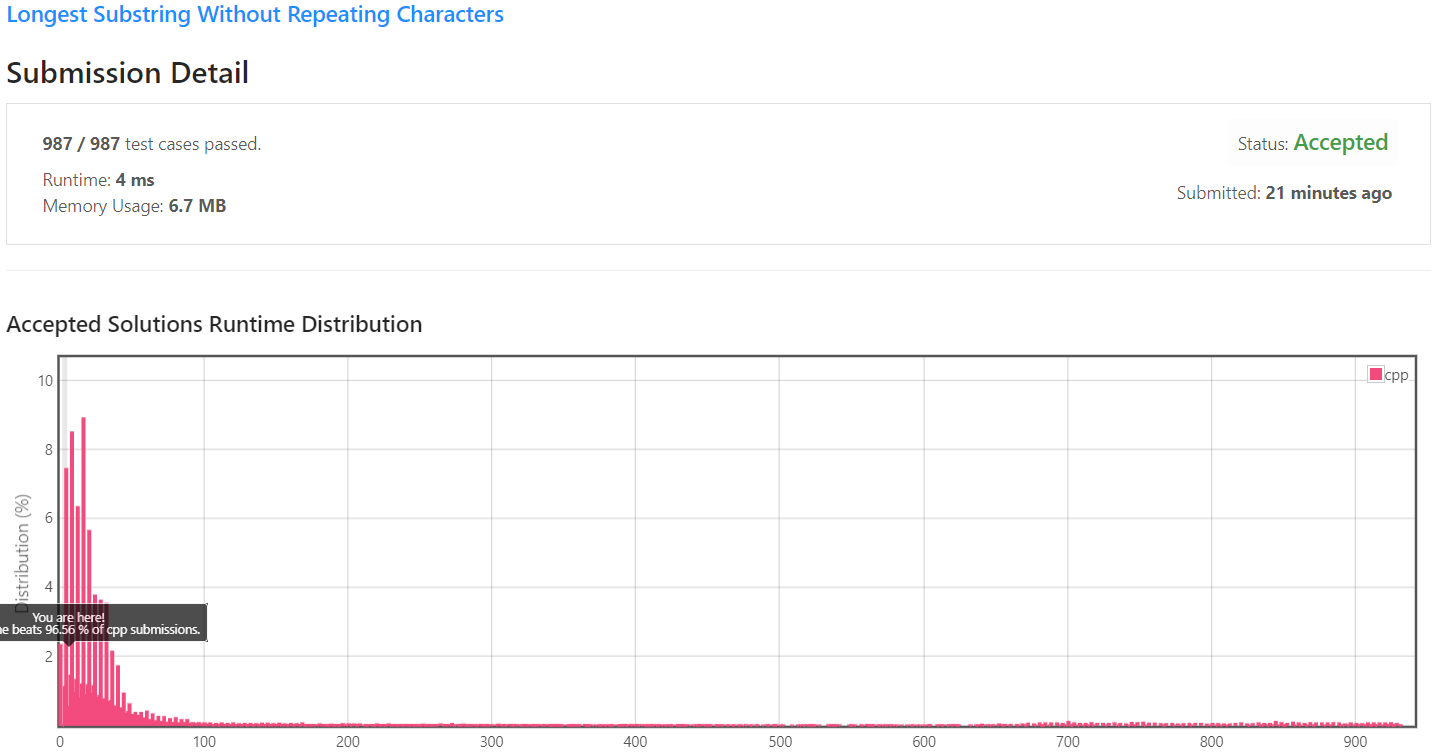 Longest Substring Without Repeating Characters
Submission Detail
987 / 987 test cases passed.
Status: Accepted
Runtime: 4 ms
Submitted: 21 minutes ago
Memory Usage: 6.7 MB
Accepted Solutions Runtime Distribution
cpp
10
8
6
4
2
Distribution (%)
You are here!
beats 96.56 % of cpp submissions.
0 100 200 300 400 500 600 700 800 900